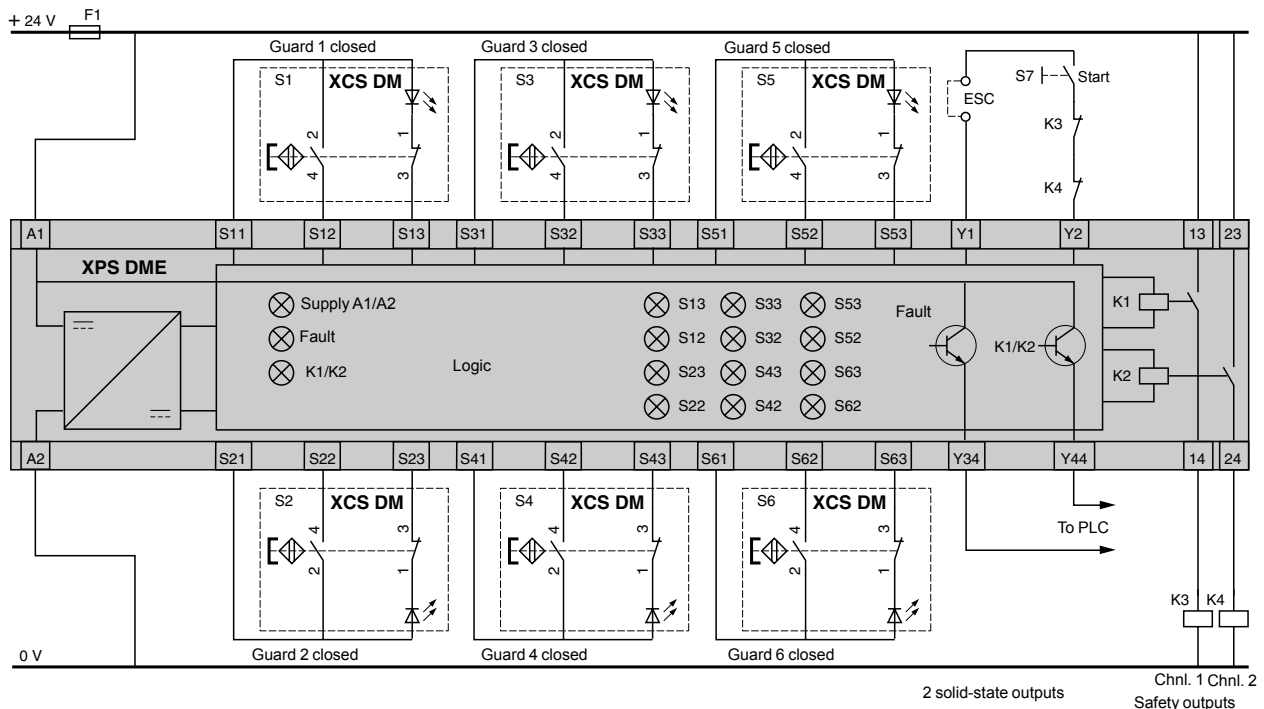 + 24 V
F1
Guard 1 closed
Guard 3 closed
Guard 5 closed
S1
XCS DM
S3
XCS DM
S5
XCS DM
ESC
S7
Start
K3
K4
2
4
1
3
2
4
1
3
2
4
1
3
A1
S11
S12
S13
S31
S32
S33
S51
S52
S53
Y1
Y2
13
23
XPS DME
Supply A1/A2
Fault
K1/K2
Logic
S13
S33
S53
S12
S32
S52
S23
S43
S63
S22
S42
S62
Fault
K1/K2
K1
K2
A2
S21
S22
S23
S41
S42
S43
S61
S62
S63
Y34
Y44
14
24
S2
XCS DM
S4
XCS DM
S6
XCS DM
4
2
3
1
4
2
3
1
4
2
3
1
To PLC
K3
K4
Guard 2 closed
Guard 4 closed
Guard 6 closed
0 V
2 solid-state outputs
Chnl. 1
Chnl. 2
Safety outputs